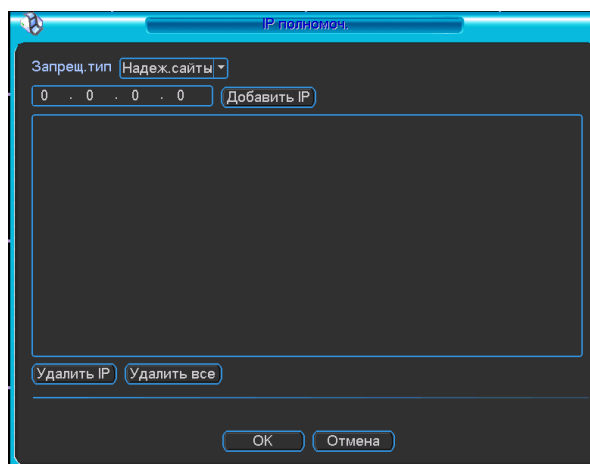 IP полномоч.
Запрещ.тип Надеж.сайты
0 . 0 . 0 . 0 Добавить IP
Удалить IP Удалить все
OK Отмена